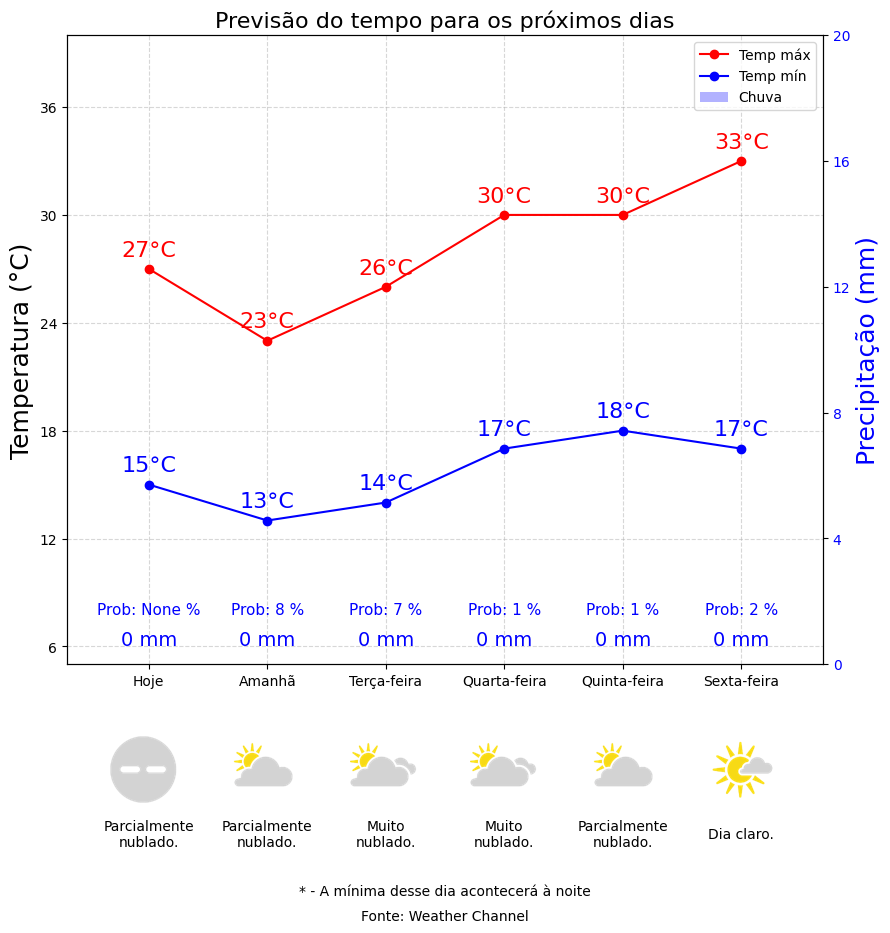 Previsão do tempo para os próximos dias
Temp máx
Temp mín
Chuva
Temperatura (°C)
36
30
24
18
12
6
Precipitação (mm)
20
16
12
8
4
0
27°C
23°C
26°C
30°C
30°C
33°C
15°C
13°C
14°C
17°C
18°C
17°C
Prob: None %
Prob: 8 %
Prob: 7 %
Prob: 1 %
Prob: 1 %
Prob: 2 %
0 mm
0 mm
0 mm
0 mm
0 mm
0 mm
Hoje
Amanhã
Terça-feira
Quarta-feira
Quinta-feira
Sexta-feira
Parcialmente
nublado.
Parcialmente
nublado.
Muito
nublado.
Muito
nublado.
Parcialmente
nublado.
Dia claro.
* - A mínima desse dia acontecerá à noite
Fonte: Weather Channel